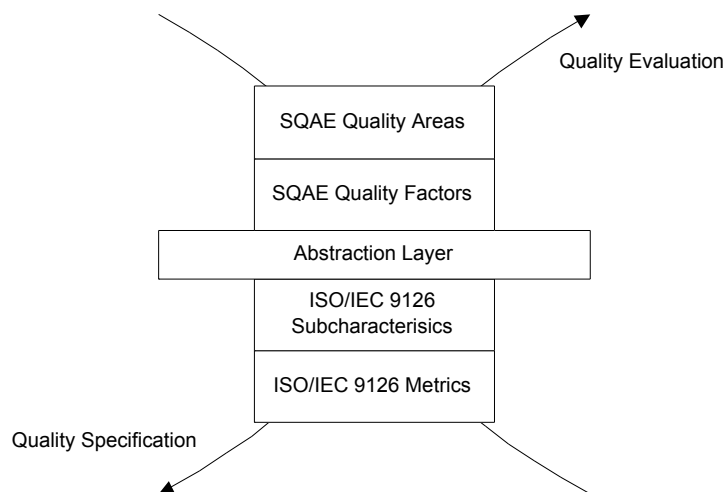 Quality Evaluation
SQAE Quality Areas
SQAE Quality Factors
Abstraction Layer
ISO/IEC 9126
Subcharacterisics
ISO/IEC 9126 Metrics
Quality Specification